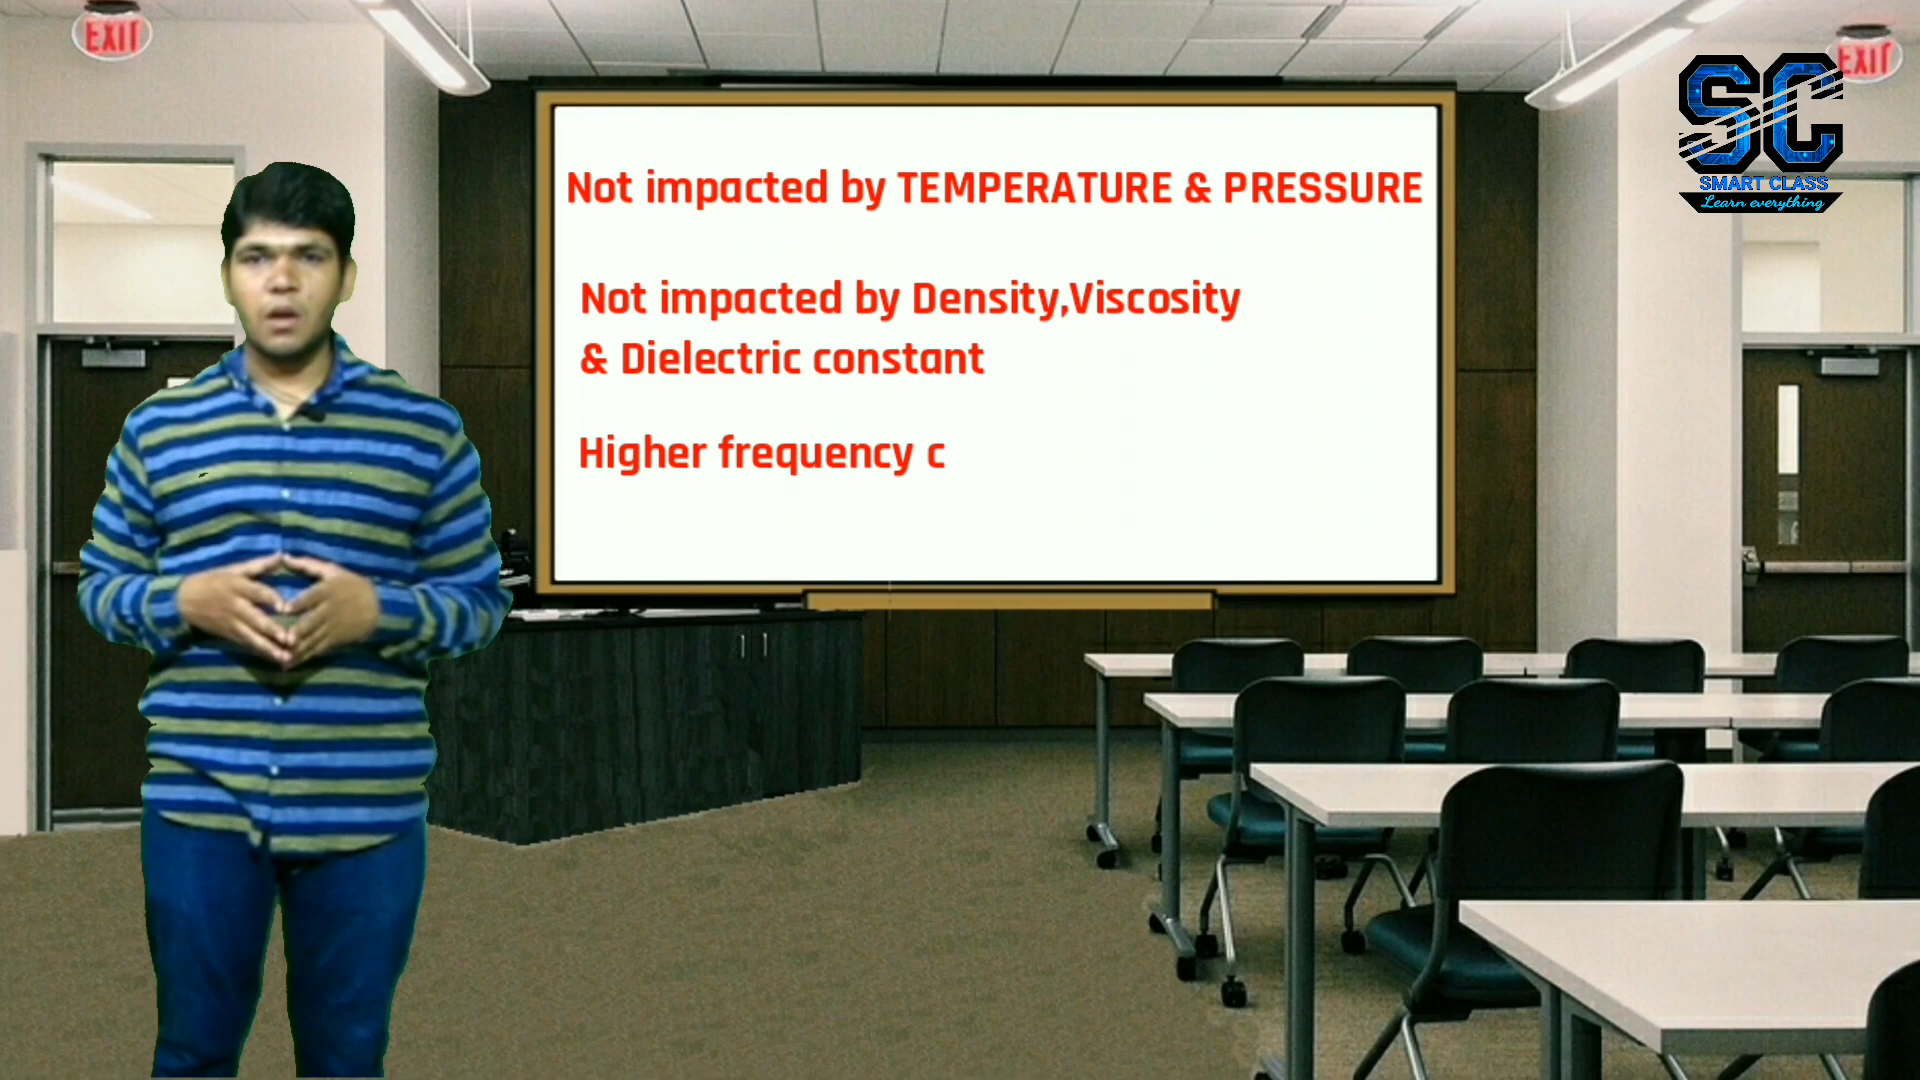 EXIT
EXIT
SC
SMART CLASS
Learn everything
Not impacted by TEMPERATURE & PRESSURE
Not impacted by Density,Viscosity
& Dielectric constant
Higher frequency c